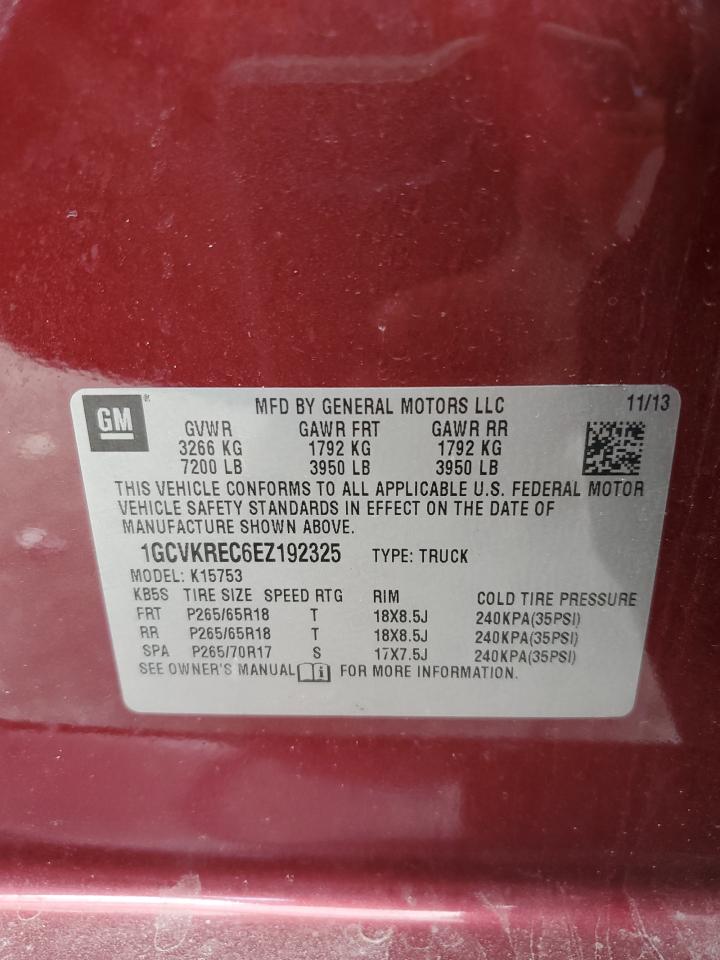 GM ® MFD BY GENERAL MOTORS LLC 11/13
GVWR GAWR FRT GAWR RR
3266 KG 1792 KG 1792 KG
7200 LB 3950 LB 3950 LB
THIS VEHICLE CONFORMS TO ALL APPLICABLE U.S. FEDERAL MOTOR
VEHICLE SAFETY STANDARDS IN EFFECT ON THE DATE OF
MANUFACTURE SHOWN ABOVE.
1GCVKREC6EZ192325 TYPE: TRUCK
MODEL: K15753
KB5S TIRE SIZE SPEED RTG RIM COLD TIRE PRESSURE
FRT P265/65R18 T 18X8.5J 240KPA(35PSI)
RR P265/65R18 T 18X8.5J 240KPA(35PSI)
SPA P265/70R17 S 17X7.5J 240KPA(35PSI)
SEE OWNER'S MANUAL i FOR MORE INFORMATION.